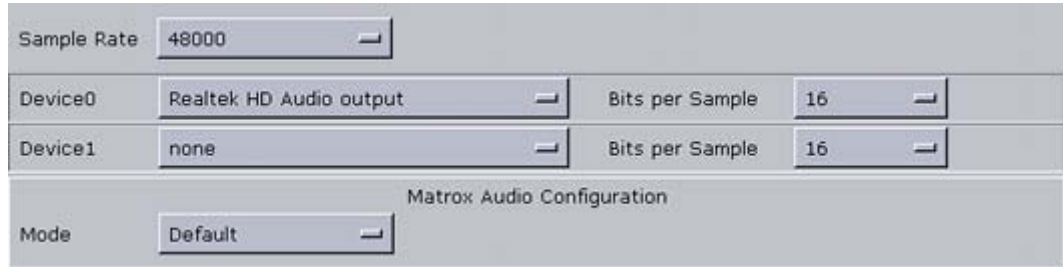 Sample Rate 48000
Device0 Realtek HD Audio output Bits per Sample 16
Device1 none Bits per Sample 16
Matrox Audio Configuration
Mode Default